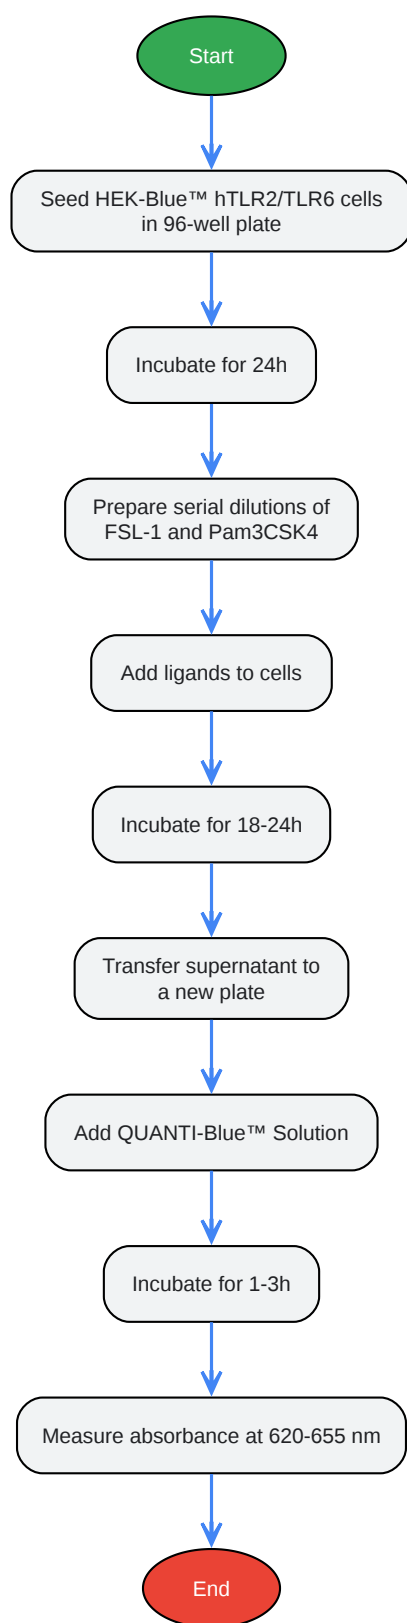 Start
Seed HEK-Blue™ hTLR2/TLR6 cells
in 96-well plate
Incubate for 24h
Prepare serial dilutions of
FSL-1 and Pam3CSK4
Add ligands to cells
Incubate for 18-24h
Transfer supernatant to
a new plate
Add QUANTI-Blue™ Solution
Incubate for 1-3h
Measure absorbance at 620-655 nm
End